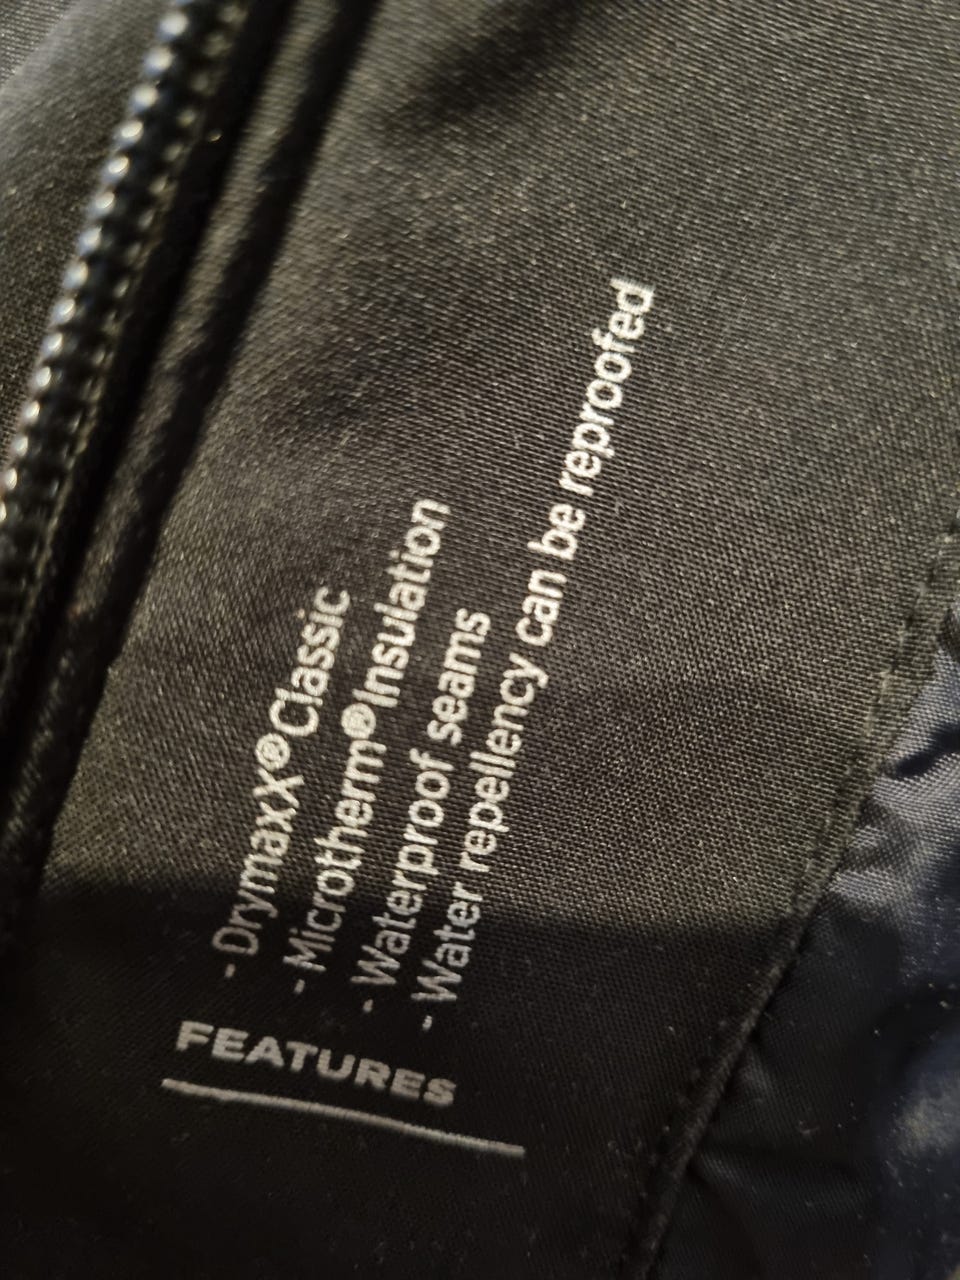 FEATURES
- DrymaxX® Classic
- Microtherm® Insulation
- Waterproof seams
- Water repellency can be reproofed